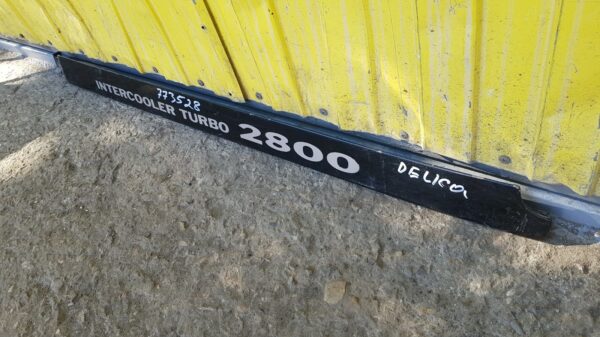 773528
INTERCOOLER TURBO 2800
DELICA